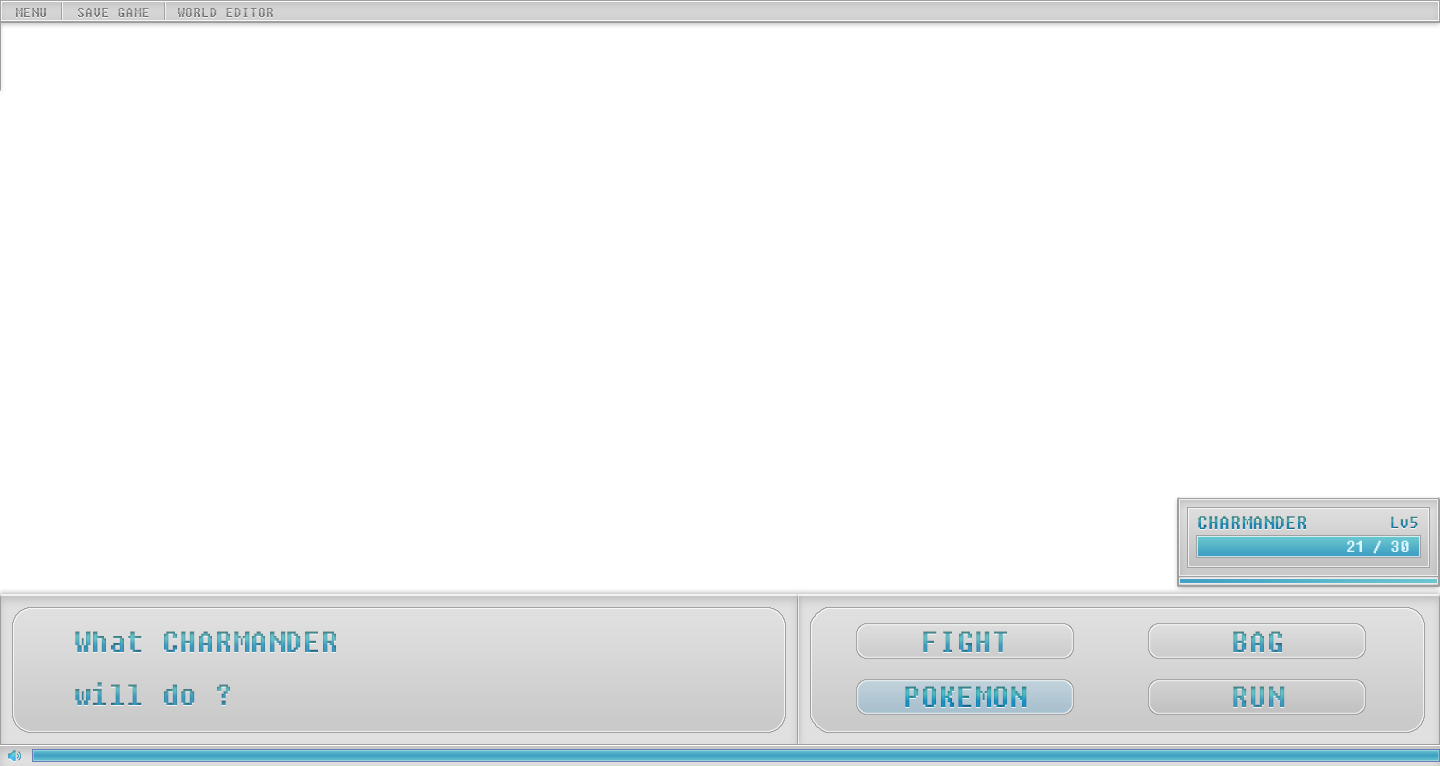 MENU SAVE GAME WORLD EDITOR
CHARMANDER Lv5
21 / 30
What CHARMANDER
will do ?
FIGHT BAG
POKEMON RUN